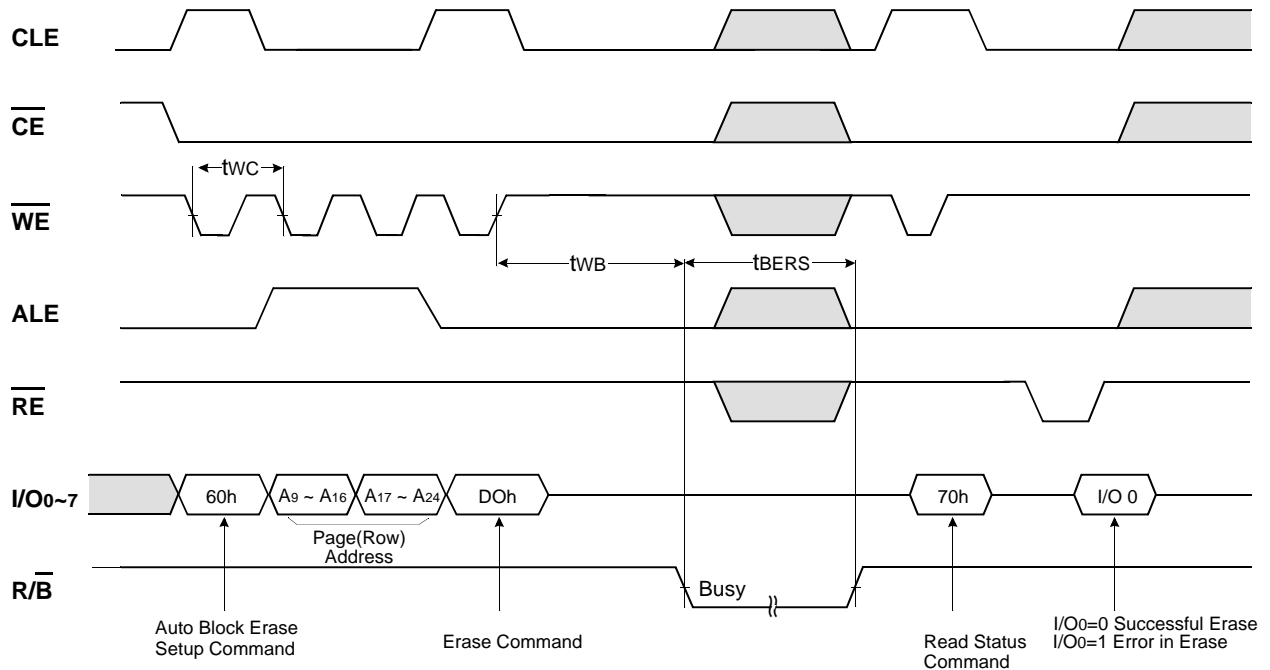 CLE
CE
tWC
WE
tWB
tBERS
ALE
RE
I/O0~7
60h
A9 ~ A16
A17 ~ A24
DOh
70h
I/O 0
Page(Row)
Address
R/B
Busy
Auto Block Erase
Setup Command
Erase Command
Read Status
Command
I/O0=0 Successful Erase
I/O0=1 Error in Erase